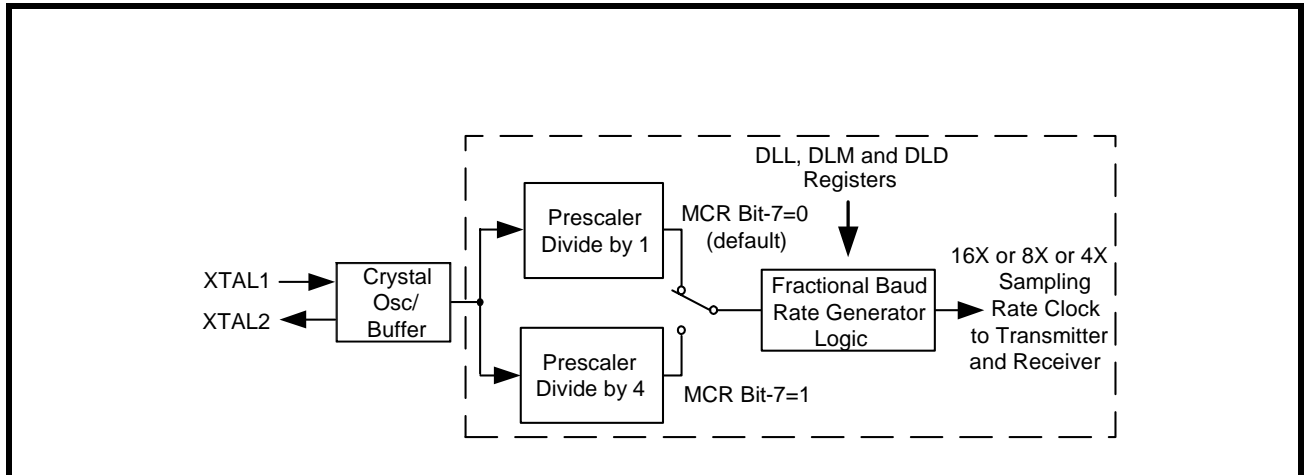 DLL, DLM and DLD
Registers
Prescaler
Divide by 1
MCR Bit-7=0
(default)
16X or 8X or 4X
Sampling
Rate Clock
to Transmitter
and Receiver
XTAL1
XTAL2
Crystal
Osc/
Buffer
Fractional Baud
Rate Generator
Logic
Prescaler
Divide by 4
MCR Bit-7=1